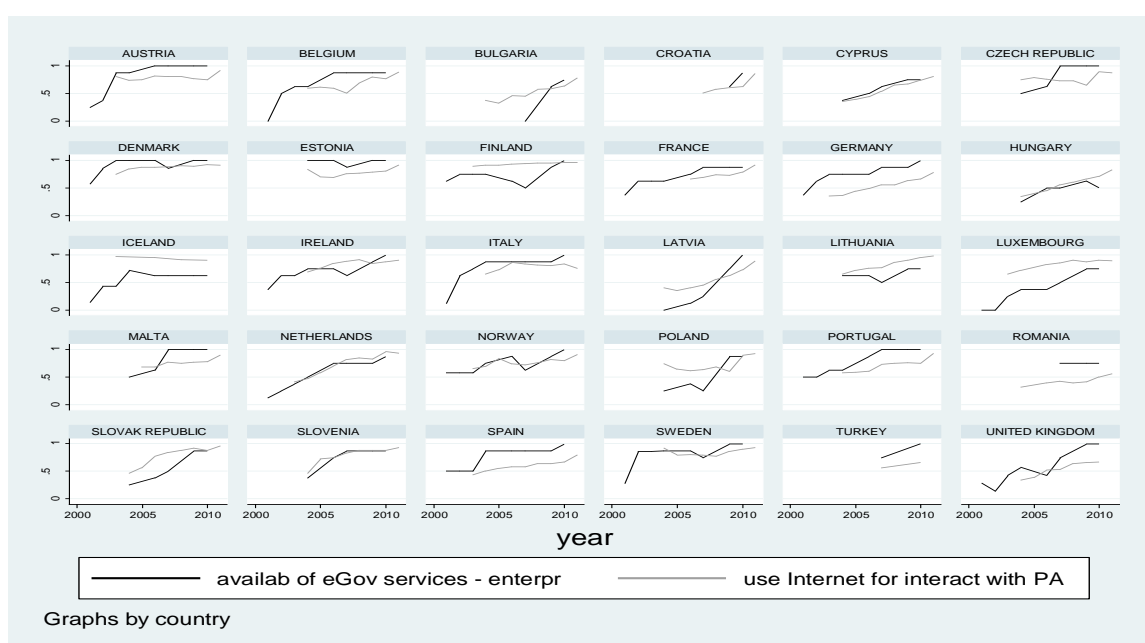 AUSTRIA BELGIUM BULGARIA CROATIA CYPRUS CZECH REPUBLIC
1
.5
0
DENMARK ESTONIA FINLAND FRANCE GERMANY HUNGARY
1
.5
0
ICELAND IRELAND ITALY LATVIA LITHUANIA LUXEMBOURG
1
.5
0
MALTA NETHERLANDS NORWAY POLAND PORTUGAL ROMANIA
1
.5
0
SLOVAK REPUBLIC SLOVENIA SPAIN SWEDEN TURKEY UNITED KINGDOM
1
.5
0
2000 2005 2010 2000 2005 2010 2000 2005 2010 2000 2005 2010 2000 2005 2010 2000 2005 2010
year
availab of eGov services - enterpr use Internet for interact with PA
Graphs by country